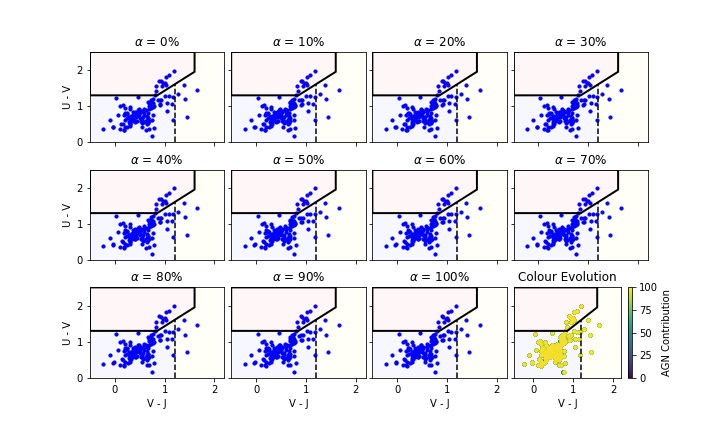 α = 0%
α = 10%
α = 20%
α = 30%
U - V
2
1
0
α = 40%
α = 50%
α = 60%
α = 70%
U - V
2
1
0
α = 80%
α = 90%
α = 100%
Colour Evolution
U - V
2
1
0
0 1 2
V - J
0 1 2
V - J
0 1 2
V - J
0 1 2
V - J
100
75
50
25
0
AGN Contribution